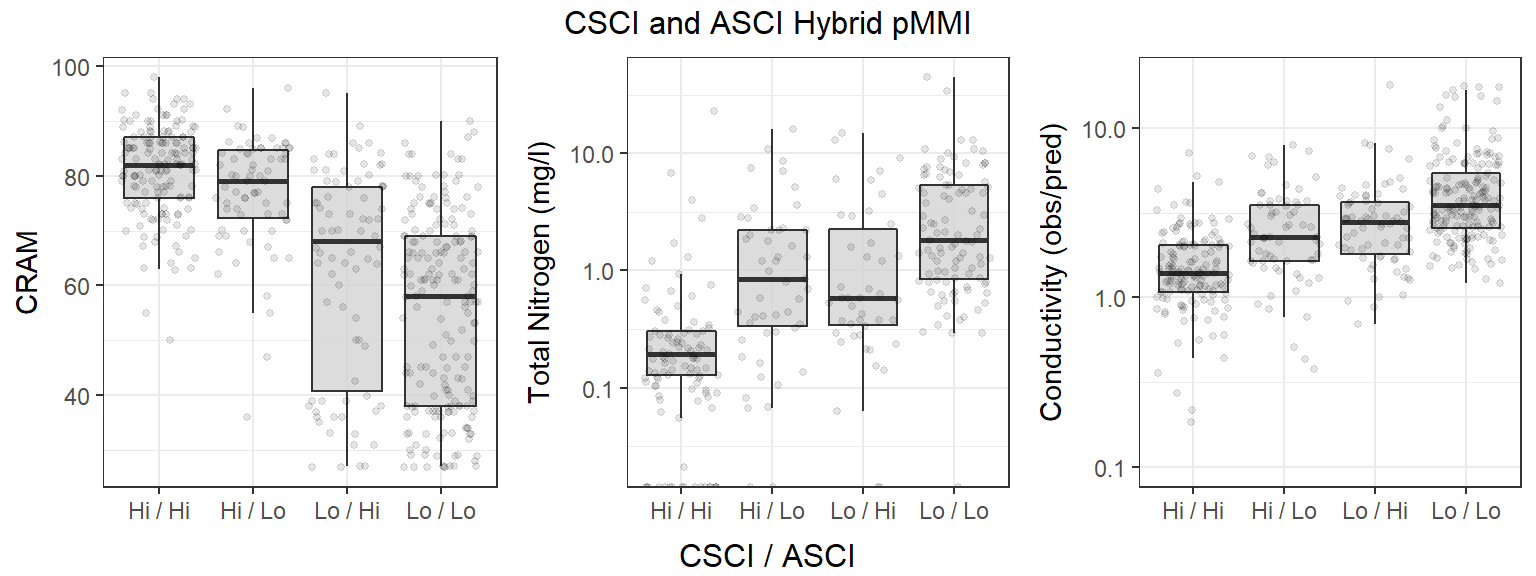 CSCI and ASCI Hybrid pMMI
CRAM
100
80
60
40
Hi / Hi
Hi / Lo
Lo / Hi
Lo / Lo
Total Nitrogen (mg/l)
10.0
1.0
0.1
Hi / Hi
Hi / Lo
Lo / Hi
Lo / Lo
Conductivity (obs/pred)
10.0
1.0
0.1
Hi / Hi
Hi / Lo
Lo / Hi
Lo / Lo
CSCI / ASCI